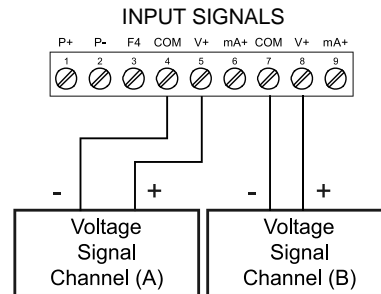 INPUT SIGNALS
P+ P- F4 COM V+ mA+ COM V+ mA+
1 2 3 4 5 6 7 8 9
- + - +
Voltage Signal Channel (A)
Voltage Signal Channel (B)